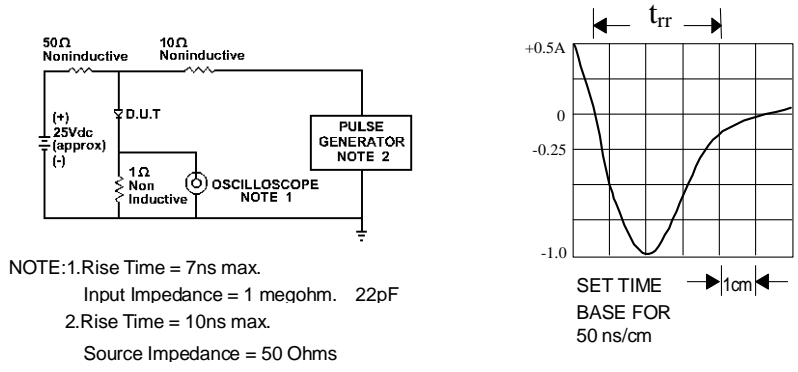 50Ω
Noninductive
10Ω
Noninductive
(+)
25Vdc
(approx)
(-)
D.U.T
1Ω
Non
Inductive
OSCILLOSCOPE
NOTE 1
PULSE
GENERATOR
NOTE 2
NOTE:1.Rise Time = 7ns max.
Input Impedance = 1 megohm. 22pF
2.Rise Time = 10ns max.
Source Impedance = 50 Ohms
trr
+0.5A
0
-0.25
-1.0
1cm
SET TIME
BASE FOR
50 ns/cm